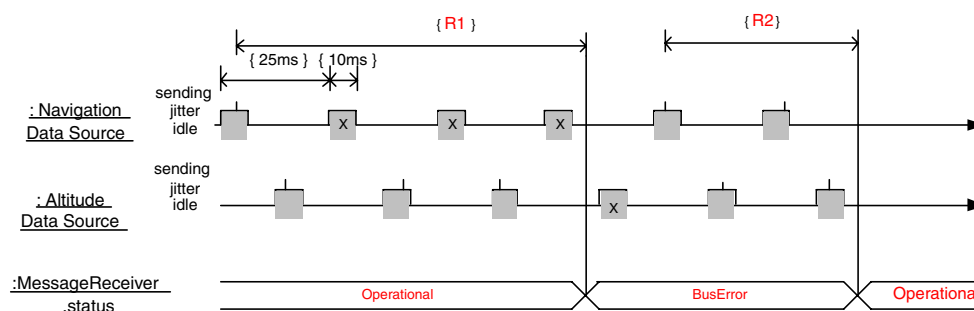 { R1 }
{ R2 }
{ 25ms } { 10ms }
sending
jitter
idle
: Navigation
Data Source
X X X
sending
jitter
idle
: Altitude
Data Source
X
:MessageReceiver
.status
Operational
BusError
Operational